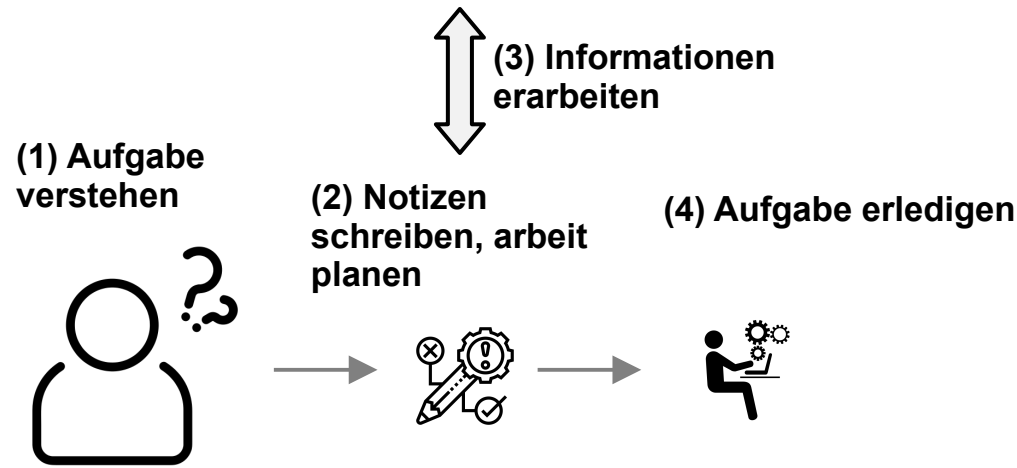 (3) Informationen
erarbeiten
(1) Aufgabe
verstehen
(2) Notizen
schreiben, arbeit
planen
(4) Aufgabe erledigen